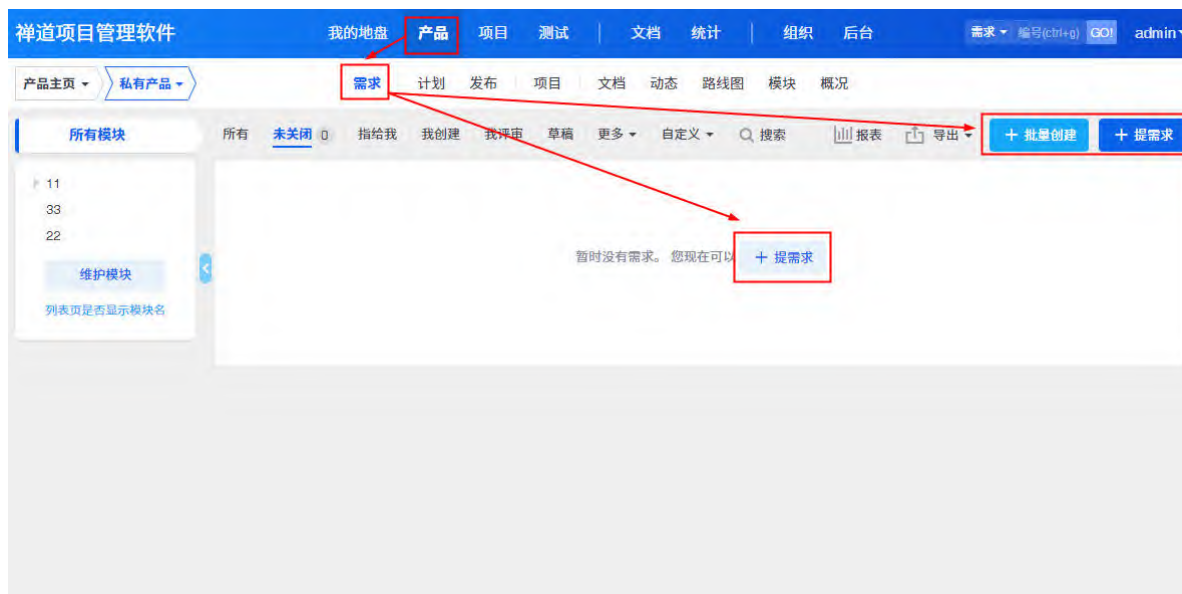 禅道项目管理软件 我的地盘 产品 项目 测试 文档 统计 组织 后台 需求 编号(ctrl+g) GO! admin
产品主页 私有产品 需求 计划 发布 项目 文档 动态 路线图 模块 概况
所有模块 所有 未关闭 0 指给我 我创建 我评审 草稿 更多 自定义 搜索 报表 导出 + 批量创建 + 提需求
11
33
22
暂时没有需求。 您现在可以 + 提需求
维护模块
列表页是否显示模块名